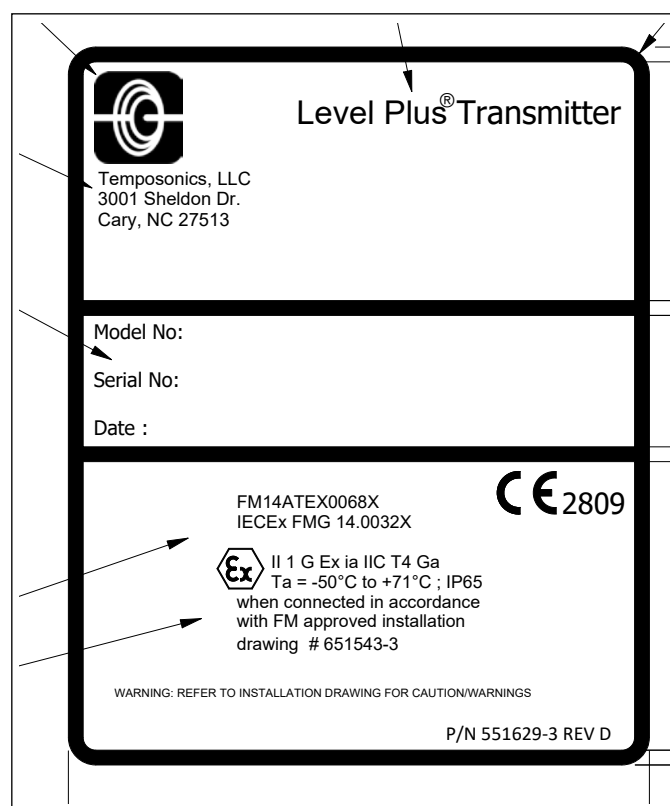 Level Plus® Transmitter
Temposonics, LLC
3001 Sheldon Dr.
Cary, NC 27513
Model No:
Serial No:
Date :
CE 2809
FM14ATEX0068X
IECEx FMG 14.0032X
Ex II 1 G Ex ia IIC T4 Ga
Ta = -50°C to +71°C ; IP65
when connected in accordance
with FM approved installation
drawing # 651543-3
WARNING: REFER TO INSTALLATION DRAWING FOR CAUTION/WARNINGS
P/N 551629-3 REV D